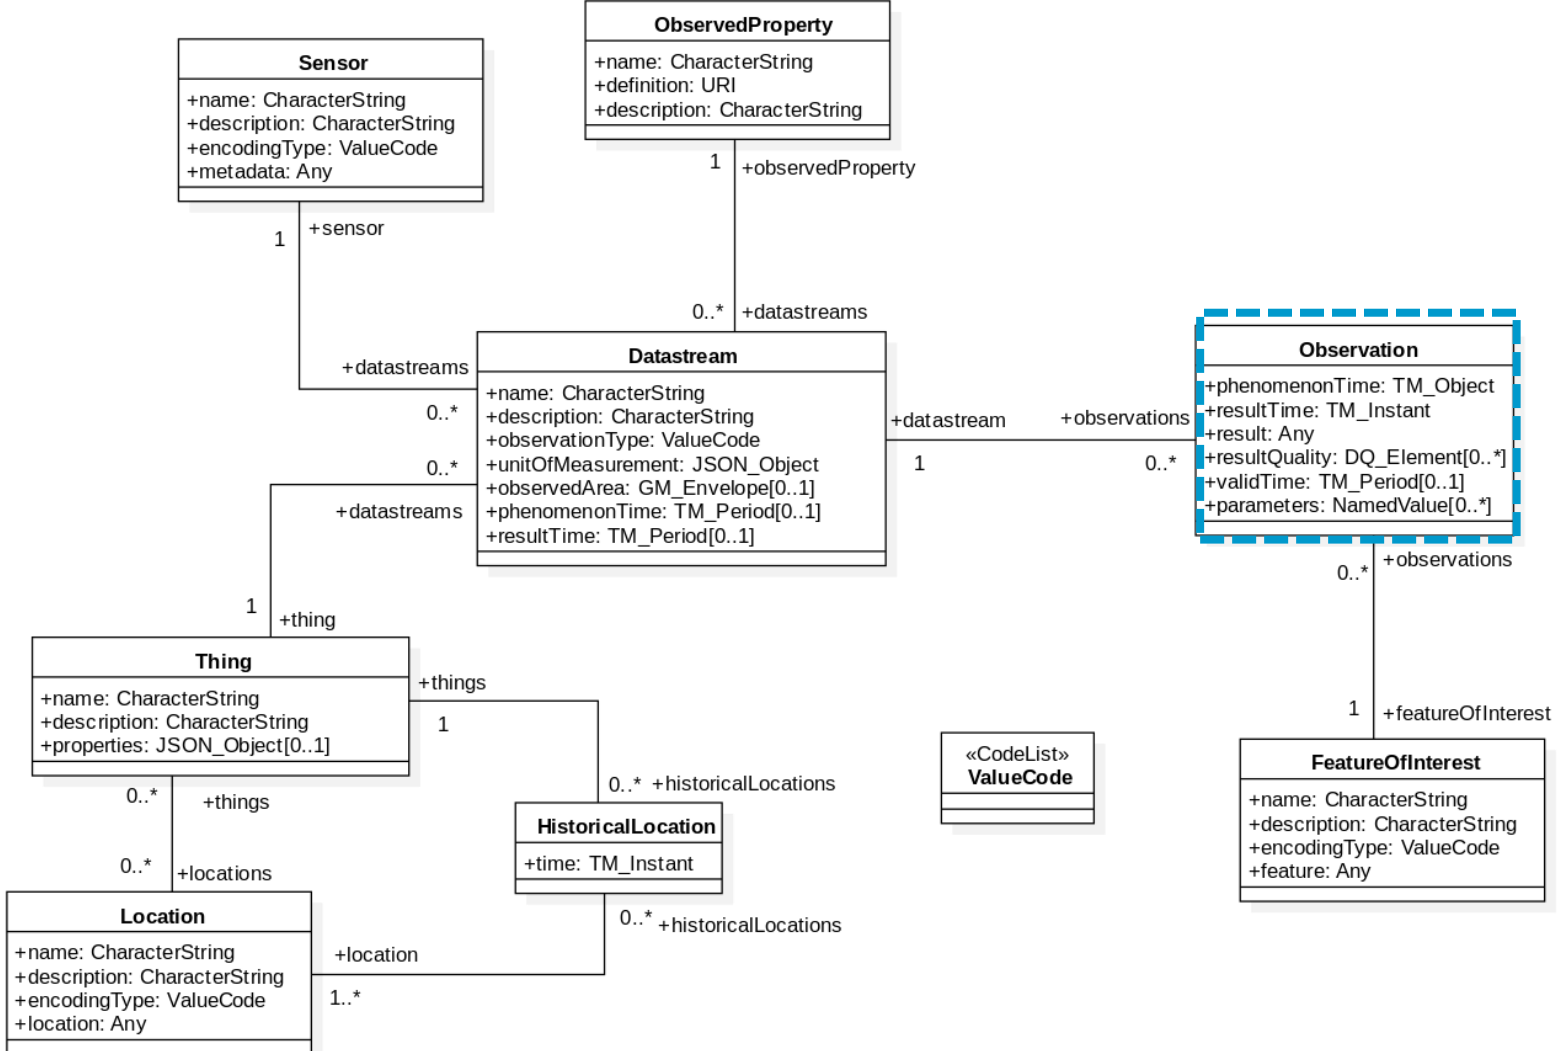 ObservedProperty
+name: CharacterString
+definition: URI
+description: CharacterString
Sensor
+name: CharacterString
+description: CharacterString
+encodingType: ValueCode
+metadata: Any
1
+observedProperty
1
+sensor
0..*
+datastreams
+datastreams
0..*
Datastream
+name: CharacterString
+description: CharacterString
+observationType: ValueCode
+unitOfMeasurement: JSON_Object
+observedArea: GM_Envelope[0..1]
+phenomenonTime: TM_Period[0..1]
+resultTime: TM_Period[0..1]
+datastream
1
+observations
0..*
Observation
+phenomenonTime: TM_Object
+resultTime: TM_Instant
+result: Any
+resultQuality: DQ_Element[0..*]
+validTime: TM_Period[0..1]
+parameters: NamedValue[0..*]
0..*
+datastreams
1
+thing
+observations
0..*
1
+featureOfInterest
Thing
+name: CharacterString
+description: CharacterString
+properties: JSON_Object[0..1]
+things
1
0..*
+historicalLocations
HistoricalLocation
+time: TM_Instant
0..*
+historicalLocations
«CodeList»
ValueCode
FeatureOfInterest
+name: CharacterString
+description: CharacterString
+encodingType: ValueCode
+feature: Any
0..*
+things
0..*
+locations
Location
+name: CharacterString
+description: CharacterString
+encodingType: ValueCode
+location: Any
+location
1..*